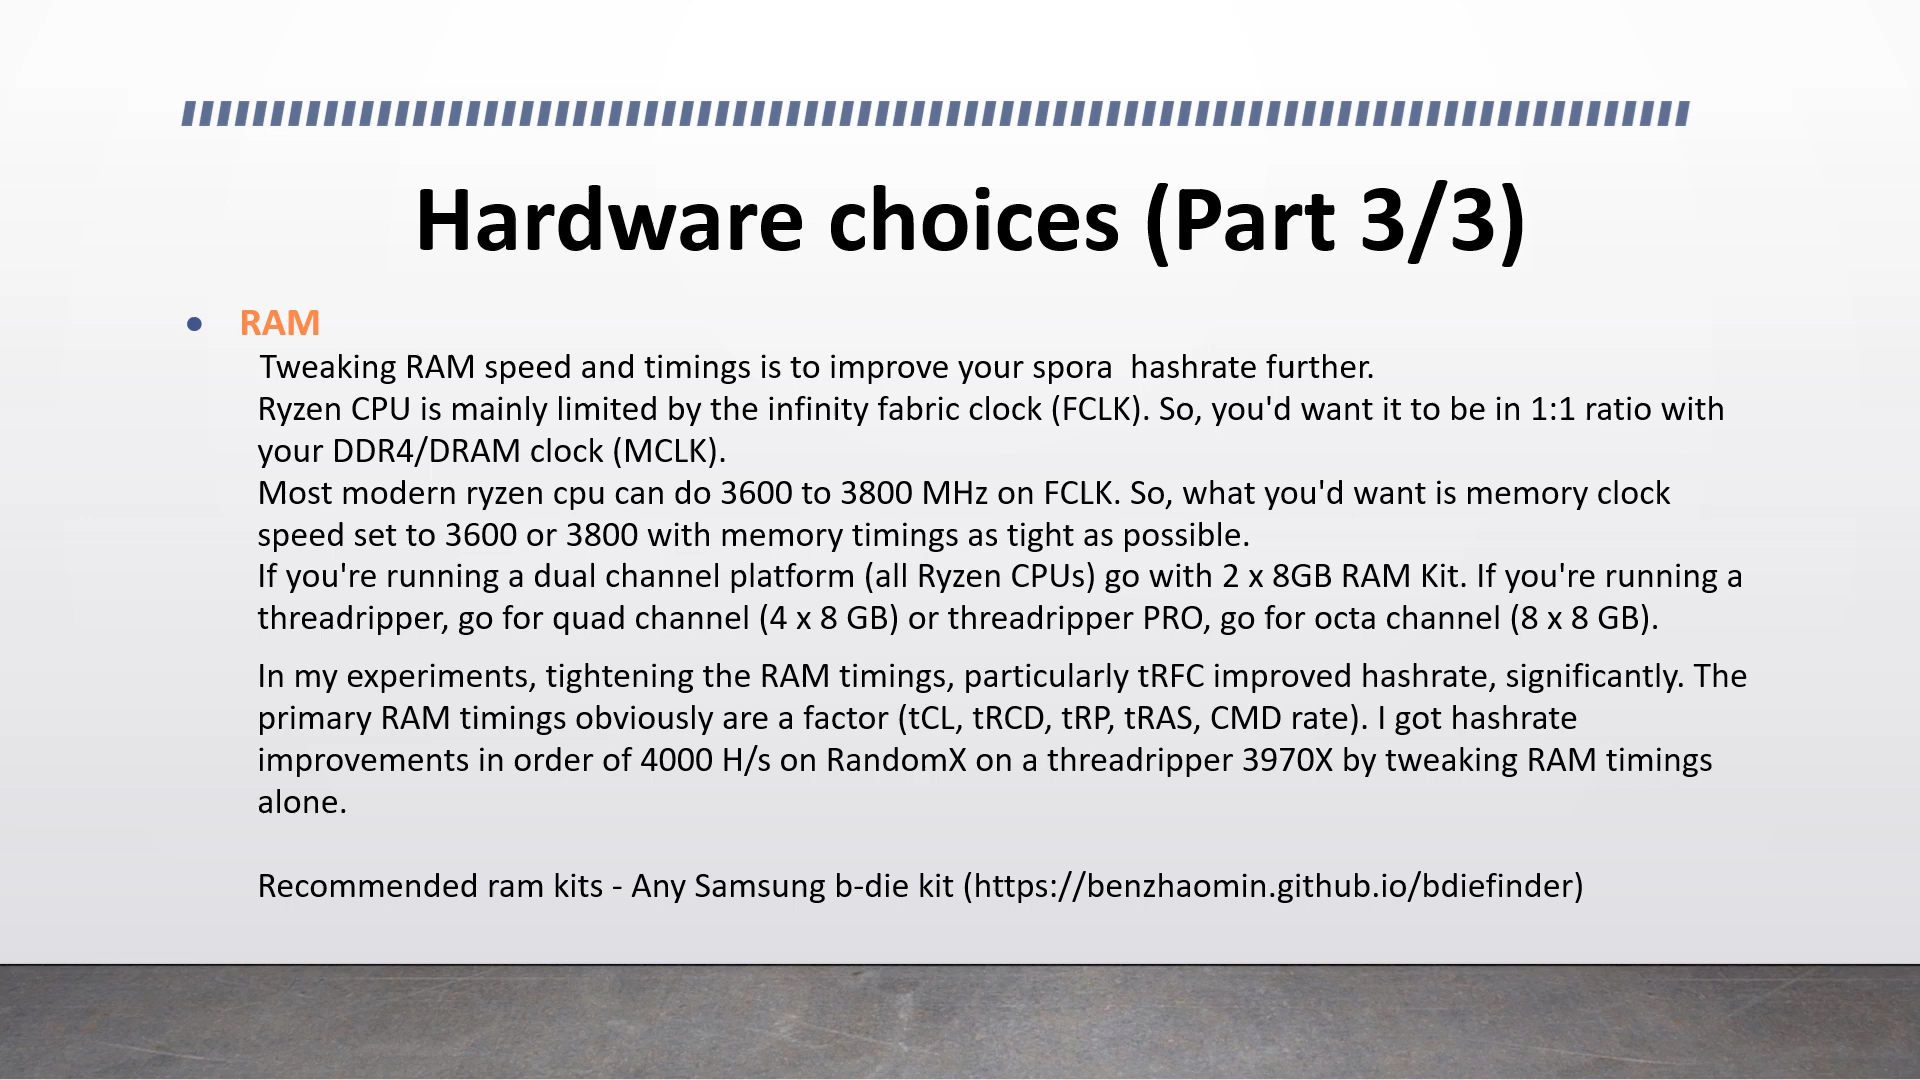 Hardware choices (Part 3/3)
• RAM
Tweaking RAM speed and timings is to improve your spora  hashrate further.
Ryzen CPU is mainly limited by the infinity fabric clock (FCLK). So, you'd want it to be in 1:1 ratio with
your DDR4/DRAM clock (MCLK).
Most modern ryzen cpu can do 3600 to 3800 MHz on FCLK. So, what you'd want is memory clock
speed set to 3600 or 3800 with memory timings as tight as possible.
If you're running a dual channel platform (all Ryzen CPUs) go with 2 x 8GB RAM Kit. If you're running a
threadripper, go for quad channel (4 x 8 GB) or threadripper PRO, go for octa channel (8 x 8 GB).
In my experiments, tightening the RAM timings, particularly tRFC improved hashrate, significantly. The
primary RAM timings obviously are a factor (tCL, tRCD, tRP, tRAS, CMD rate). I got hashrate
improvements in order of 4000 H/s on RandomX on a threadripper 3970X by tweaking RAM timings
alone.
Recommended ram kits - Any Samsung b-die kit (https://benzhaomin.github.io/bdiefinder)